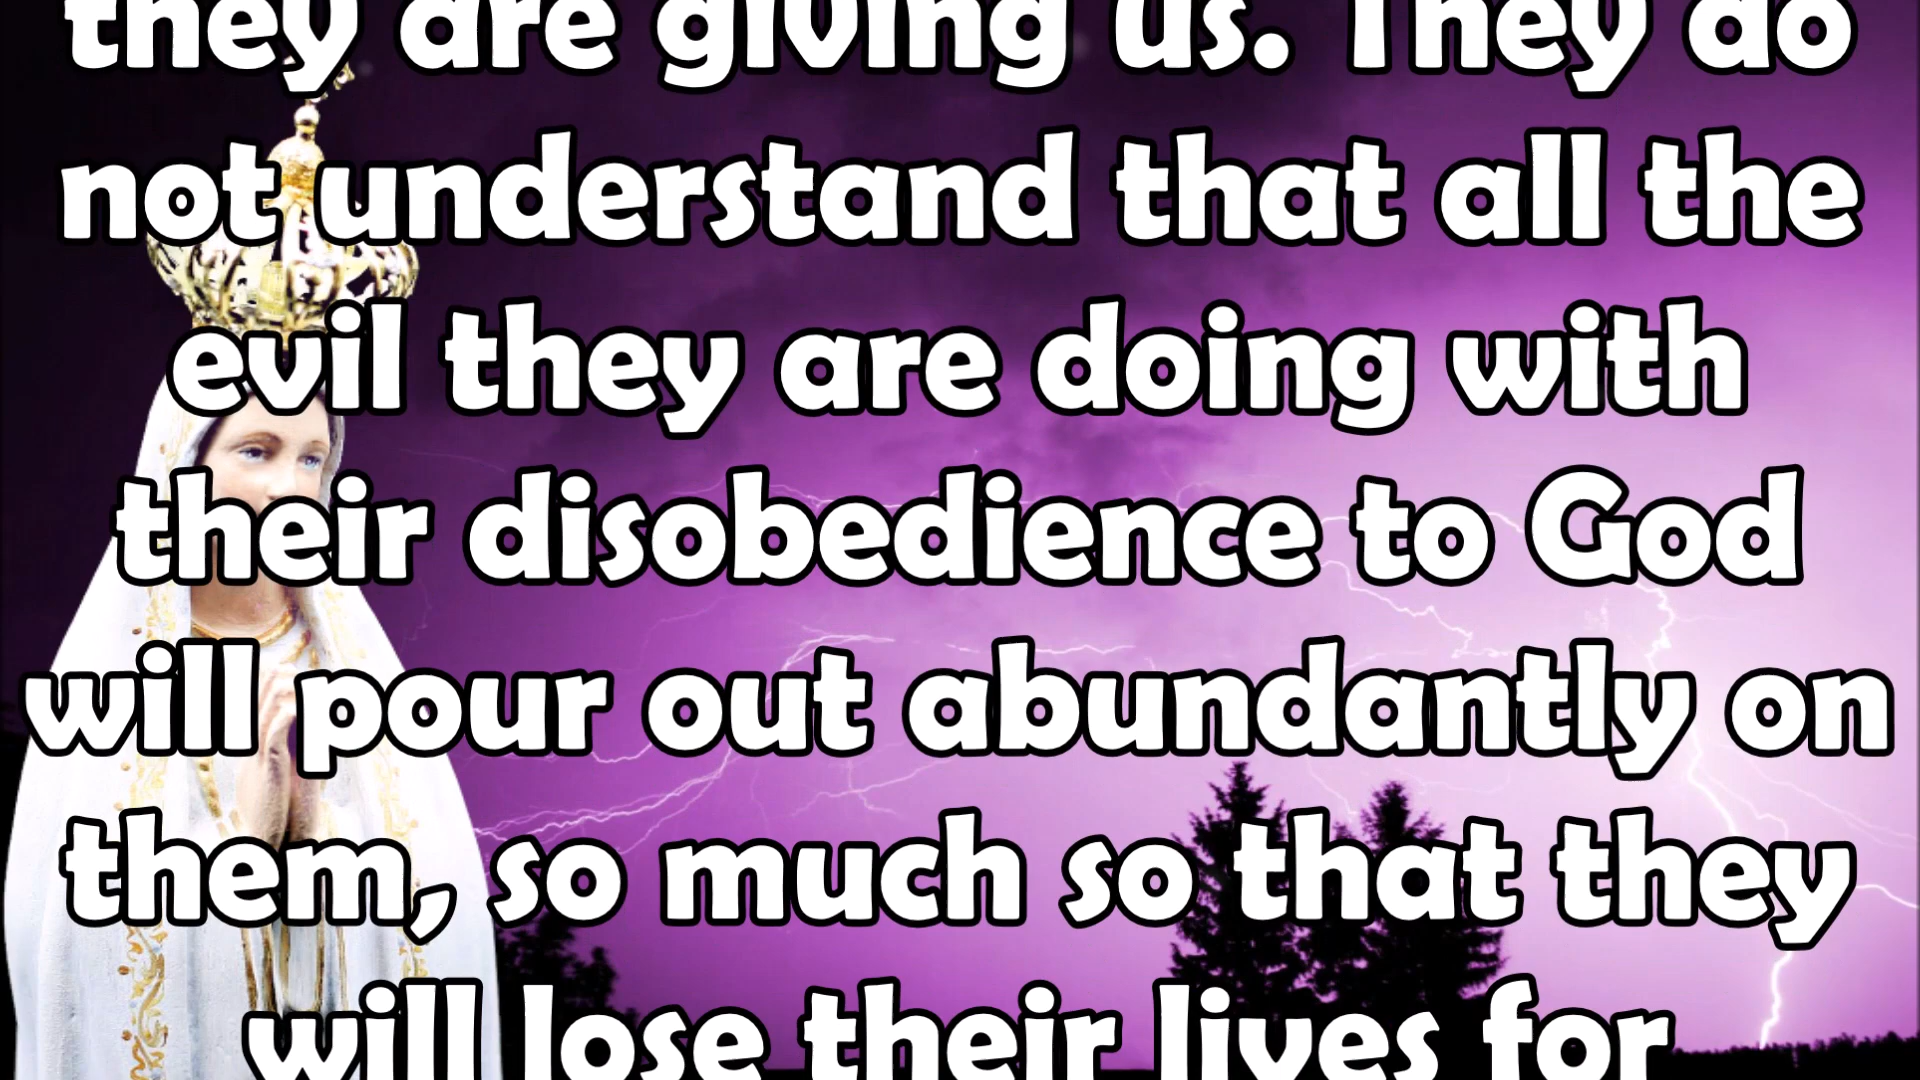 they are giving us. They do
not understand that all the
evil they are doing with
their disobedience to God
will pour out abundantly on
them, so much so that they
will lose their lives for